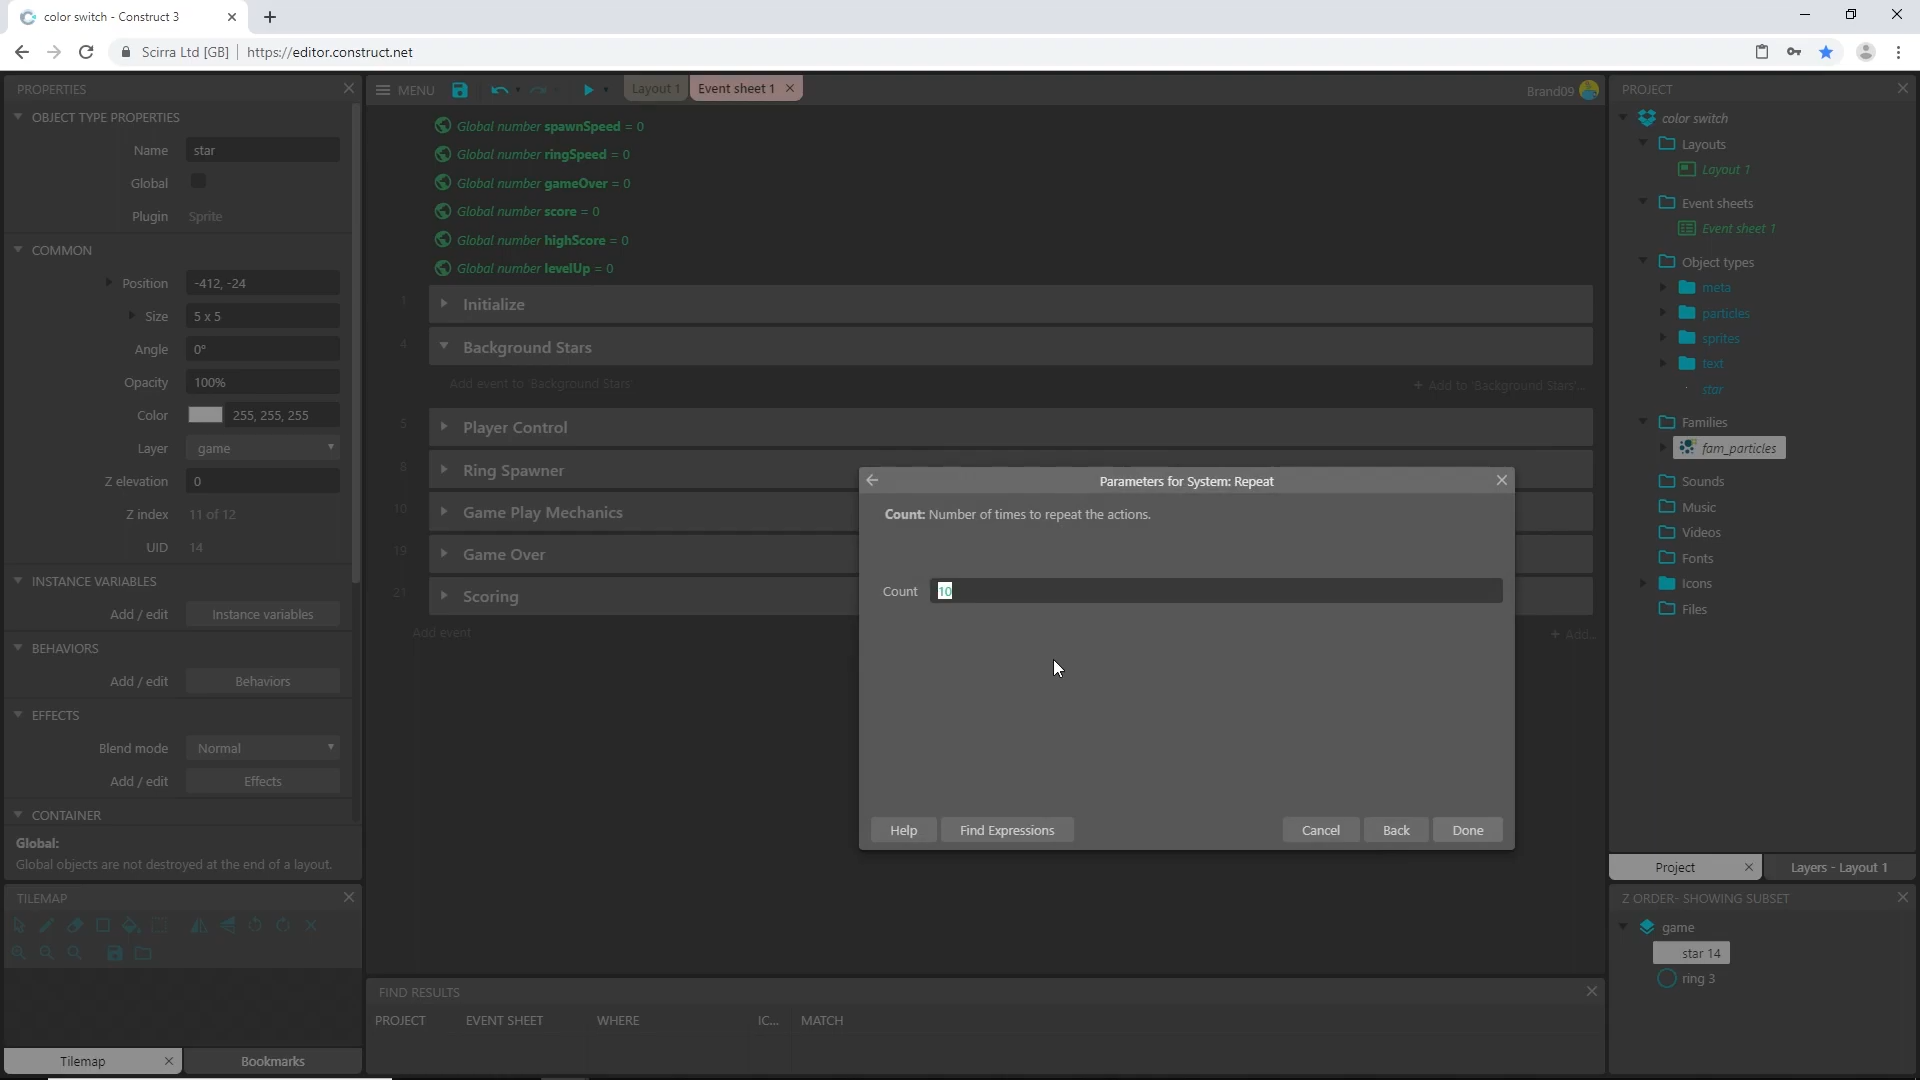 color switch - Construct 3
Scirra Ltd [GB] | https://editor.construct.net
PROPERTIES
OBJECT TYPE PROPERTIES
Name star
Global
Plugin Sprite
COMMON
Position -412, -24
Size 5 x 5
Angle 0°
Opacity 100%
Color 255, 255, 255
Layer game
Z elevation 0
Z index 11 of 12
UID 14
INSTANCE VARIABLES
Add / edit Instance variables
BEHAVIORS
Add / edit Behaviors
EFFECTS
Blend mode Normal
Add / edit Effects
CONTAINER
Global:
Global objects are not destroyed at the end of a layout.
TILEMAP
Tilemap Bookmarks
MENU Layout 1 Event sheet 1 Brand09
Global number spawnSpeed = 0
Global number ringSpeed = 0
Global number gameOver = 0
Global number score = 0
Global number highScore = 0
Global number levelUp = 0
1 Initialize
4 Background Stars
Add event to 'Background Stars' + Add to 'Background Stars'...
5 Player Control
8 Ring Spawner
10 Game Play Mechanics
19 Game Over
21 Scoring
Add event + Add...
Parameters for System: Repeat
Count: Number of times to repeat the actions.
Count 10
Help Find Expressions Cancel Back Done
FIND RESULTS
PROJECT EVENT SHEET WHERE IC... MATCH
PROJECT
color switch
Layouts
Layout 1
Event sheets
Event sheet 1
Object types
meta
particles
sprites
text
star
Families
fam_particles
Sounds
Music
Videos
Fonts
Icons
Files
Project Layers - Layout 1
Z ORDER- SHOWING SUBSET
game
star 14
ring 3